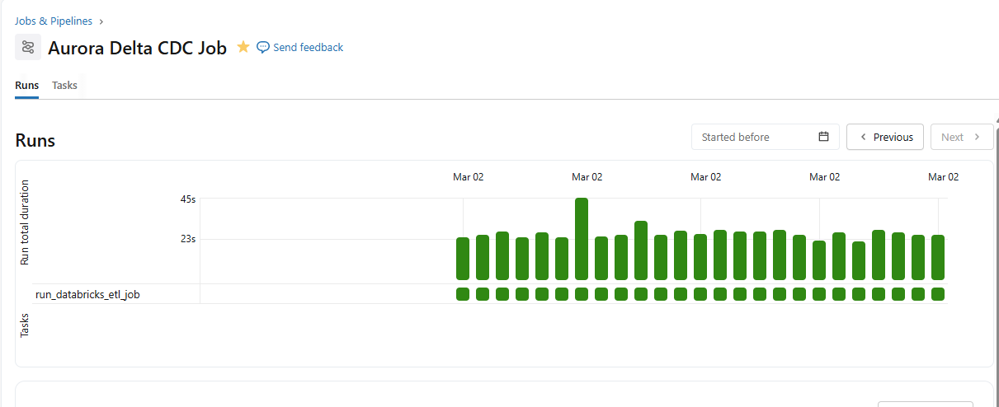 Jobs & Pipelines
Aurora Delta CDC Job
Send feedback
Runs
Tasks
Runs
Started before
Previous
Next
Mar 02
Mar 02
Mar 02
Mar 02
Mar 02
Run total duration
45s
23s
run_databricks_etl_job
Tasks